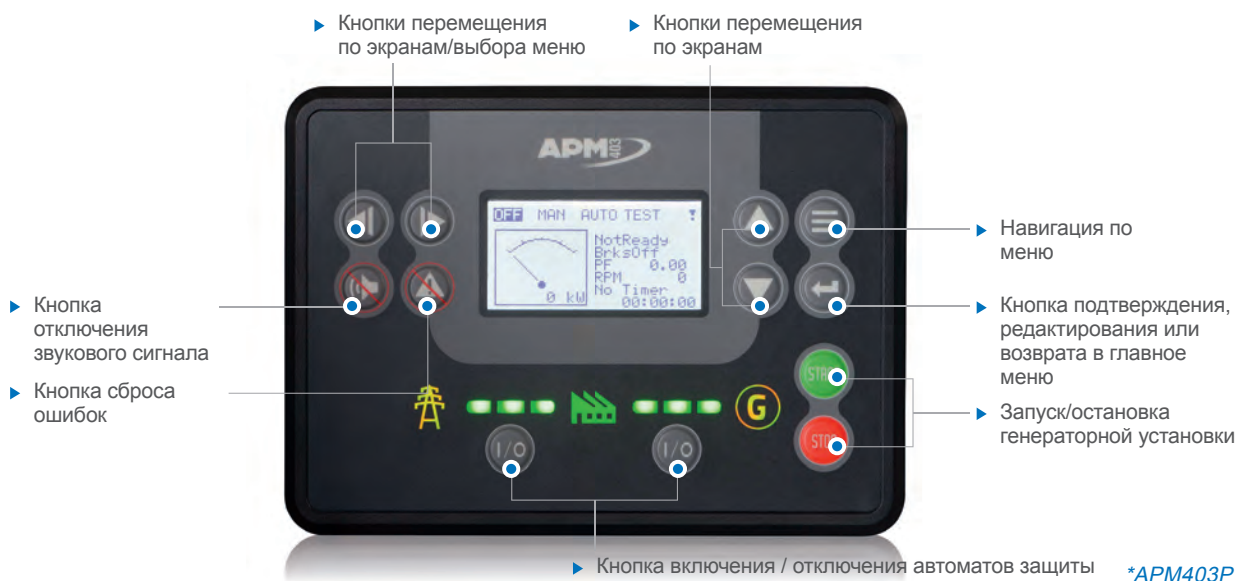 Кнопки перемещения
по экранам/выбора меню
Кнопки перемещения
по экранам
APM403
OFF MAN AUTO TEST
NotReady
BrksOff
PF 0.00
RPM 0
No Timer
0 kW 00:00:00
Навигация по
меню
Кнопка
отключения
звукового сигнала
Кнопка подтверждения,
редактирования или
возврата в главное
меню
Кнопка сброса
ошибок
START
Запуск/остановка
генераторной установки
G
STOP
I/O I/O
Кнопка включения / отключения автоматов защиты
*APM403P